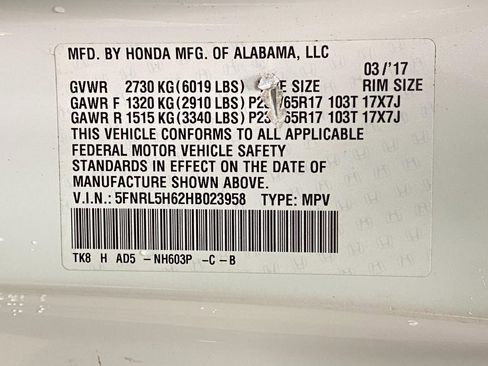 MFD. BY HONDA MFG. OF ALABAMA, LLC
03/'17
GVWR 2730 KG(6019 LBS) SIZE RIM SIZE
GAWR F 1320 KG(2910 LBS) 103T 17X7J
GAWR R 1515 KG(3340 LBS) 103T 17X7J
THIS VEHICLE CONFORMS TO ALL APPLICABLE
FEDERAL MOTOR VEHICLE SAFETY
STANDARDS IN EFFECT ON THE DATE OF
MANUFACTURE SHOWN ABOVE.
V.I.N.: 5FNRL5H62HB023958 TYPE: MPV
TK8 H AD5 -NH603P -C-B